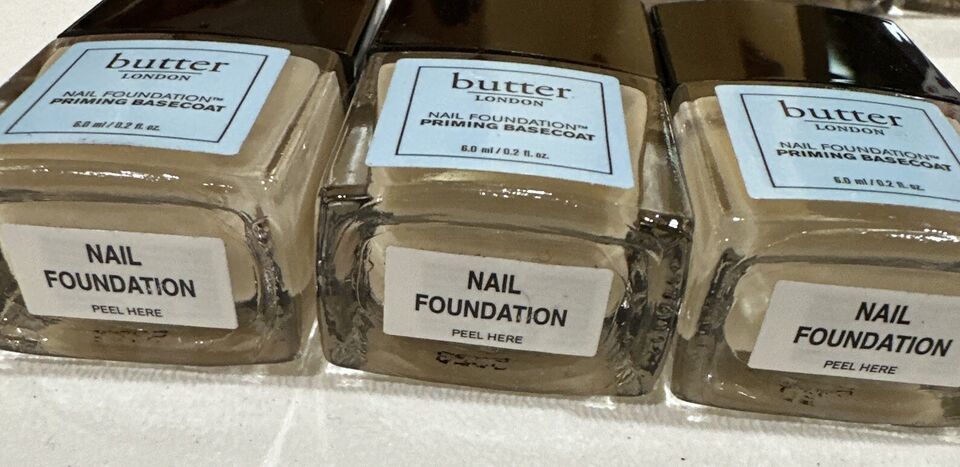 butter
LONDON
NAIL FOUNDATION™
PRIMING BASECOAT
6.0 ml / 0.2 fl. oz.
NAIL
FOUNDATION
PEEL HERE
butter
LONDON
NAIL FOUNDATION™
PRIMING BASECOAT
6.0 ml / 0.2 fl. oz.
NAIL
FOUNDATION
PEEL HERE
butter
LONDON
NAIL FOUNDATION™
PRIMING BASECOAT
6.0 ml / 0.2 fl. oz.
NAIL
FOUNDATION
PEEL HERE